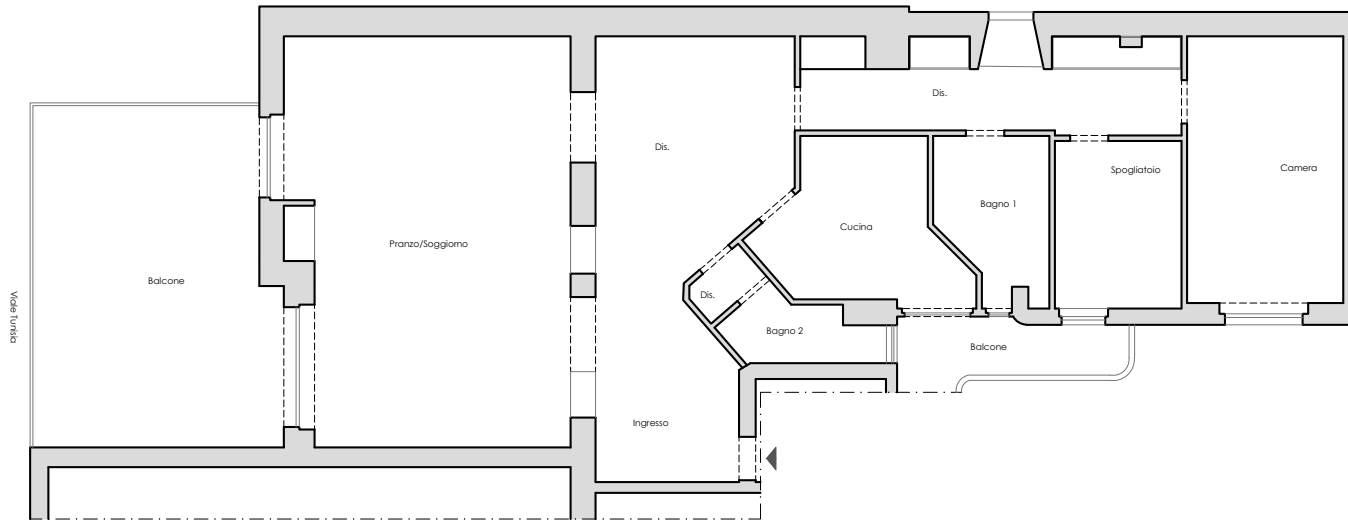 Dis.
Dis.
Spogliatoio
Camera
Bagno 1
Cucina
Pranzo/Soggiorno
Balcone
Viale Tunisia
Dis.
Bagno 2
Balcone
Ingresso